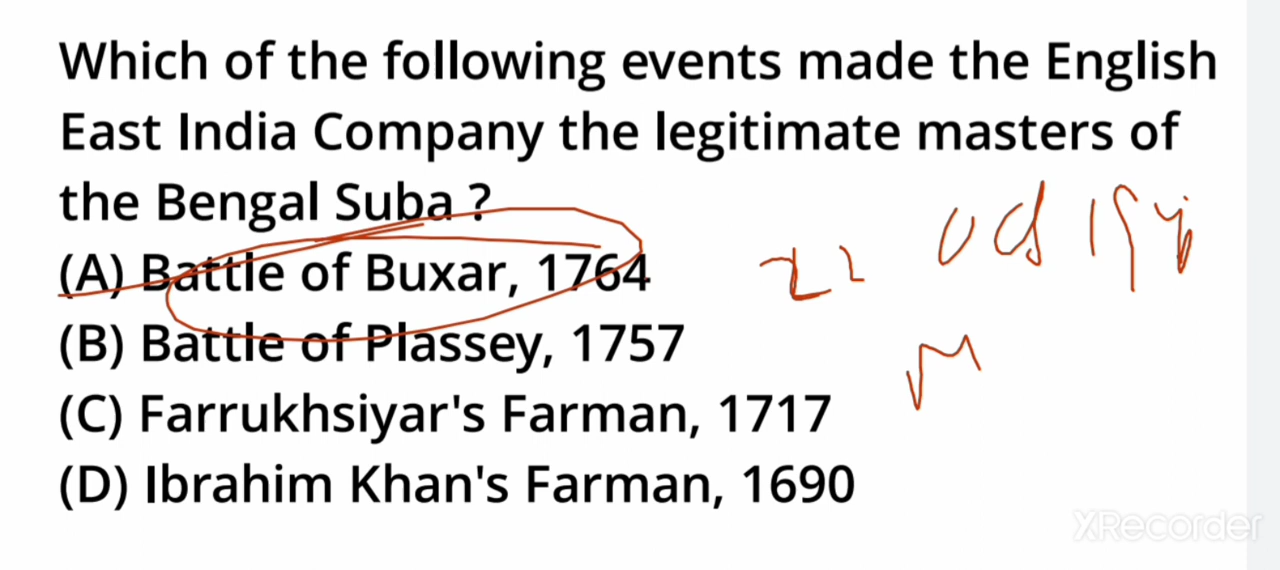 Which of the following events made the English
East India Company the legitimate masters of
the Bengal Suba ?
(A) Battle of Buxar, 1764
(B) Battle of Plassey, 1757
(C) Farrukhsiyar's Farman, 1717
(D) Ibrahim Khan's Farman, 1690
22
XRecorder